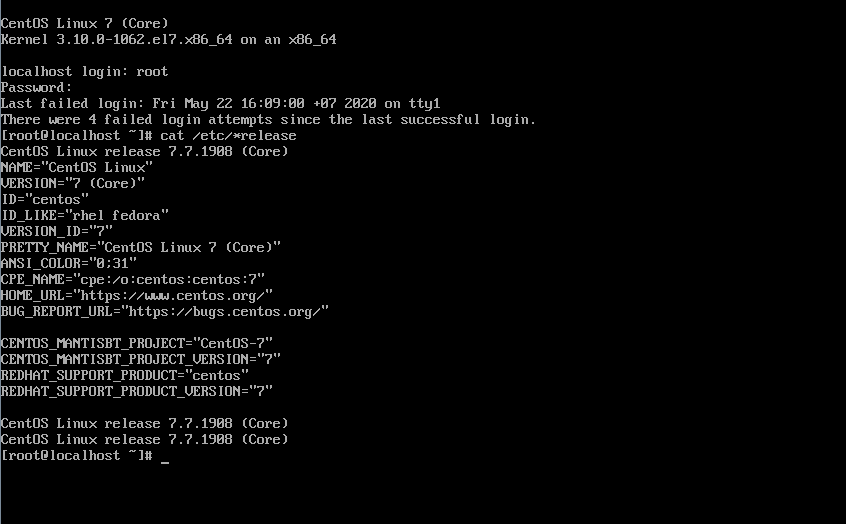 CentOS Linux 7 (Core)
Kernel 3.10.0-1062.el7.x86_64 on an x86_64
localhost login: root
Password:
Last failed login: Fri May 22 16:09:00 +07 2020 on tty1
There were 4 failed login attempts since the last successful login.
[root@localhost ~]# cat /etc/*release
CentOS Linux release 7.7.1908 (Core)
NAME="CentOS Linux"
VERSION="7 (Core)"
ID="centos"
ID_LIKE="rhel fedora"
VERSION_ID="7"
PRETTY_NAME="CentOS Linux 7 (Core)"
ANSI_COLOR="0;31"
CPE_NAME="cpe:/o:centos:centos:7"
HOME_URL="https://www.centos.org/"
BUG_REPORT_URL="https://bugs.centos.org/"
CENTOS_MANTISBT_PROJECT="CentOS-7"
CENTOS_MANTISBT_PROJECT_VERSION="7"
REDHAT_SUPPORT_PRODUCT="centos"
REDHAT_SUPPORT_PRODUCT_VERSION="7"
CentOS Linux release 7.7.1908 (Core)
CentOS Linux release 7.7.1908 (Core)
[root@localhost ~]# _